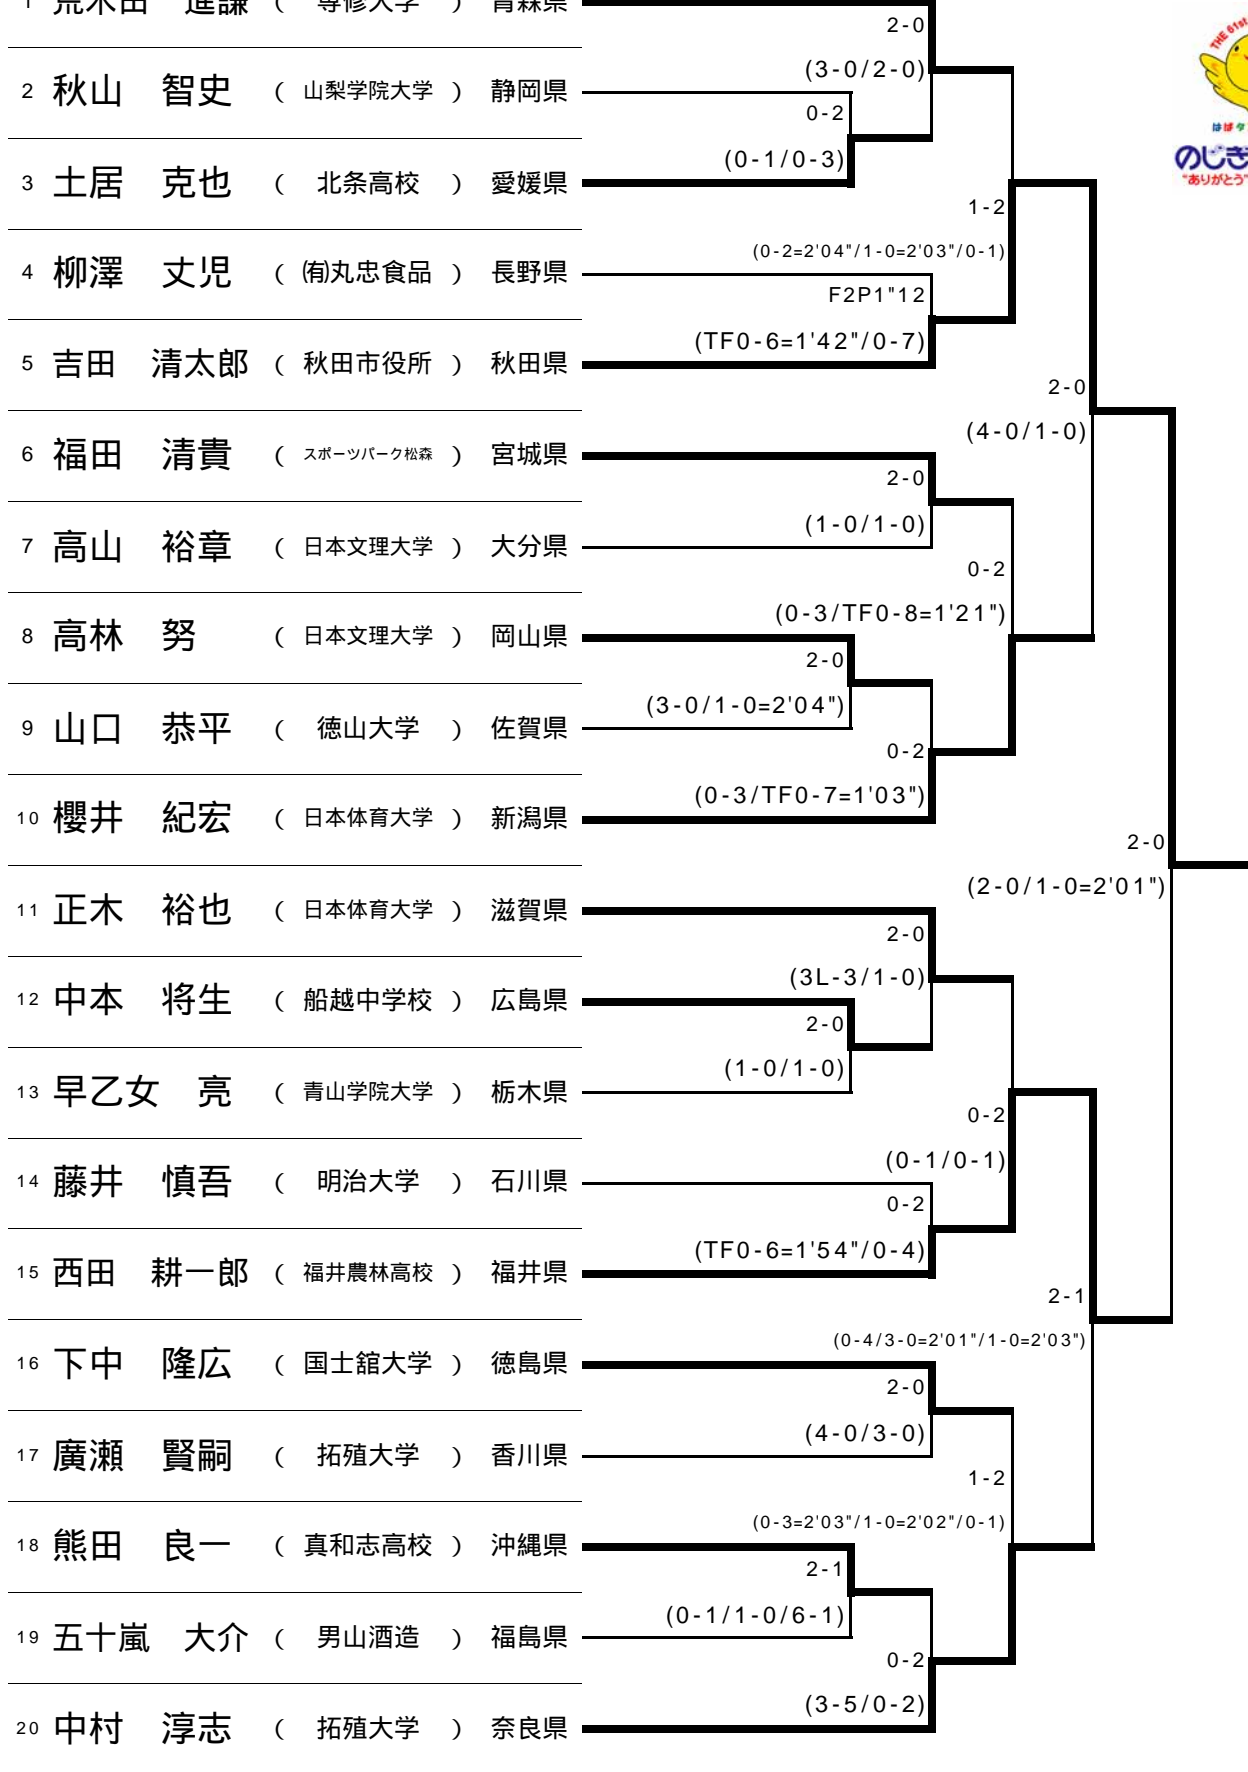 1 荒木田 進謙 ( 専修大学 ) 青森県
2 秋山 智史 ( 山梨学院大学 ) 静岡県
3 土居 克也 ( 北条高校 ) 愛媛県
4 柳澤 丈児 ( ㈲丸忠食品 ) 長野県
5 吉田 清太郎 ( 秋田市役所 ) 秋田県
6 福田 清貴 ( スポーツパーク松森 ) 宮城県
7 高山 裕章 ( 日本文理大学 ) 大分県
8 高林 努 ( 日本文理大学 ) 岡山県
9 山口 恭平 ( 徳山大学 ) 佐賀県
10 櫻井 紀宏 ( 日本体育大学 ) 新潟県
11 正木 裕也 ( 日本体育大学 ) 滋賀県
12 中本 将生 ( 船越中学校 ) 広島県
13 早乙女 亮 ( 青山学院大学 ) 栃木県
14 藤井 慎吾 ( 明治大学 ) 石川県
15 西田 耕一郎 ( 福井農林高校 ) 福井県
16 下中 隆広 ( 国士舘大学 ) 徳島県
17 廣瀬 賢嗣 ( 拓殖大学 ) 香川県
18 熊田 良一 ( 真和志高校 ) 沖縄県
19 五十嵐 大介 ( 男山酒造 ) 福島県
20 中村 淳志 ( 拓殖大学 ) 奈良県
0-2
(0-1/0-3)
2-0
(3-0/1-0=2'04")
2-0
(1-0/1-0)
2-1
(0-1/1-0/6-1)
2-0
(3-0/2-0)
F2P1"12
(TF0-6=1'42"/0-7)
2-0
(1-0/1-0)
0-2
(0-3/TF0-7=1'03")
2-0
(3L-3/1-0)
0-2
(TF0-6=1'54"/0-4)
2-0
(4-0/3-0)
0-2
(3-5/0-2)
1-2
(0-2=2'04"/1-0=2'03"/0-1)
0-2
(0-3/TF0-8=1'21")
0-2
(0-1/0-1)
1-2
(0-3=2'03"/1-0=2'02"/0-1)
2-0
(4-0/1-0)
2-1
(0-4/3-0=2'01"/1-0=2'03")
2-0
(2-0/1-0=2'01")
THE 61st
はばタ
のじぎ
"ありがとう"